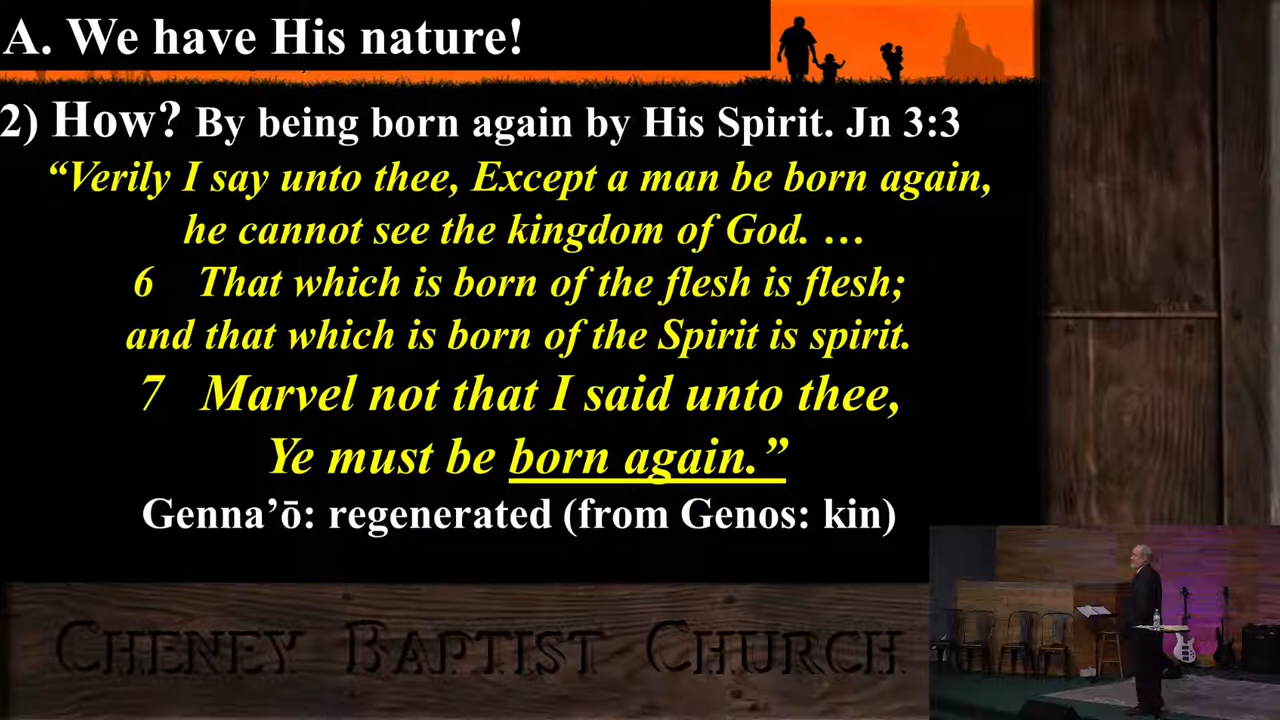 A. We have His nature!
2) How? By being born again by His Spirit. Jn 3:3
“Verily I say unto thee, Except a man be born again,
he cannot see the kingdom of God. …
6 That which is born of the flesh is flesh;
and that which is born of the Spirit is spirit.
7 Marvel not that I said unto thee,
Ye must be born again.”
Genna’ō: regenerated (from Genos: kin)
CHENEY BAPTIST CHURCH